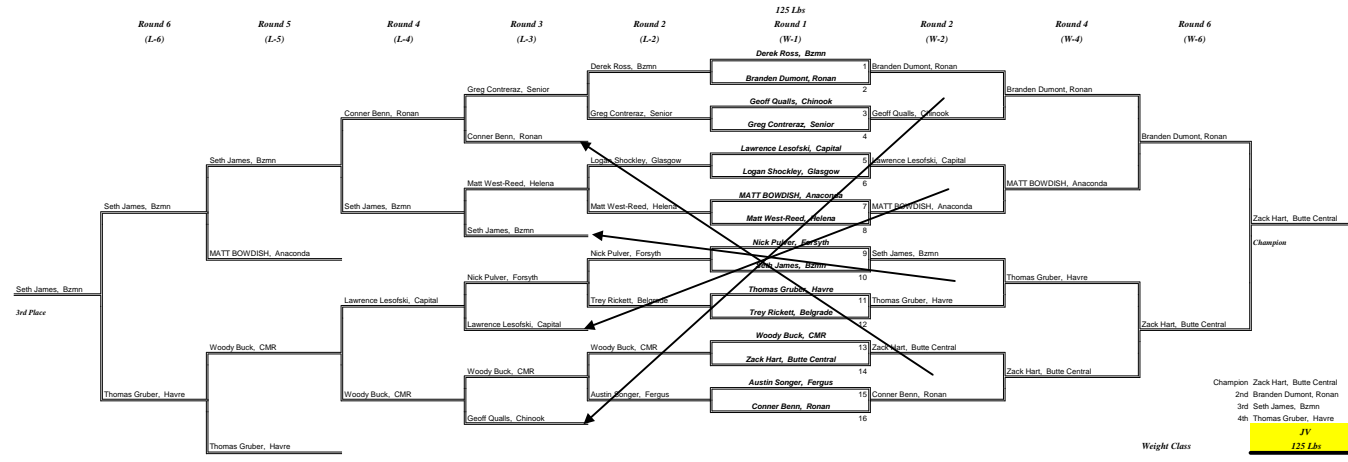 125 Lbs
Round 6 Round 5 Round 4 Round 3 Round 2 Round 1 Round 2 Round 4 Round 6
(L-6) (L-5) (L-4) (L-3) (L-2) (W-1) (W-2) (W-4) (W-6)
Derek Ross, Bzmn
Derek Ross, Bzmn 1 Branden Dumont, Ronan
Branden Dumont, Ronan
Greg Contreraz, Senior 2 Branden Dumont, Ronan
Geoff Qualls, Chinook
Conner Benn, Ronan Greg Contreraz, Senior 3 Geoff Qualls, Chinook
Greg Contreraz, Senior
Conner Benn, Ronan 4 Branden Dumont, Ronan
Lawrence Lesofski, Capital
Seth James, Bzmn Logan Shockley, Glasgow 5 Lawrence Lesofski, Capital
Logan Shockley, Glasgow
Matt West-Reed, Helena 6 MATT BOWDISH, Anaconda
MATT BOWDISH, Anaconda
Seth James, Bzmn Seth James, Bzmn Matt West-Reed, Helena 7 MATT BOWDISH, Anaconda
Matt West-Reed, Helena
Zack Hart, Butte Central
Seth James, Bzmn 8
Nick Pulver, Forsyth
Champion
MATT BOWDISH, Anaconda Nick Pulver, Forsyth 9 Seth James, Bzmn
Seth James, Bzmn
Nick Pulver, Forsyth 10 Thomas Gruber, Havre
Seth James, Bzmn
Thomas Gruber, Havre
Lawrence Lesofski, Capital Trey Rickett, Belgrade 11 Thomas Gruber, Havre
3rd Place
Trey Rickett, Belgrade
Lawrence Lesofski, Capital 12 Zack Hart, Butte Central
Woody Buck, CMR
Woody Buck, CMR Woody Buck, CMR 13 Zack Hart, Butte Central
Zack Hart, Butte Central
Woody Buck, CMR 14 Zack Hart, Butte Central
Austin Songer, Fergus
Champion Zack Hart, Butte Central
Thomas Gruber, Havre Woody Buck, CMR Austin Songer, Fergus 15 Conner Benn, Ronan
2nd Branden Dumont, Ronan
Conner Benn, Ronan
3rd Seth James, Bzmn
Geoff Qualls, Chinook 16
4th Thomas Gruber, Havre
JV
Thomas Gruber, Havre
Weight Class 125 Lbs